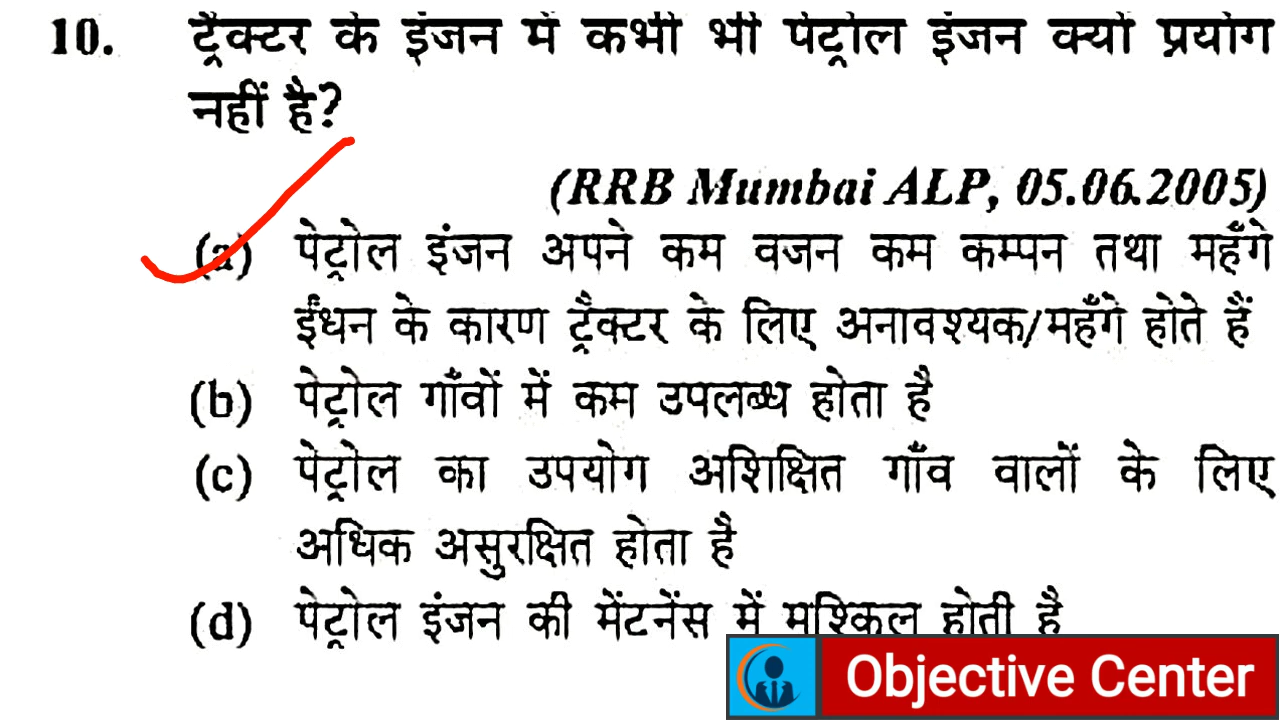 10. ट्रैक्टर के इंजन में कभी भी पेट्रोल इंजन क्यों प्रयोग
नहीं है?
(RRB Mumbai ALP, 05.06.2005)
(a) पेट्रोल इंजन अपने कम वजन कम कम्पन तथा महँगे
ईंधन के कारण ट्रैक्टर के लिए अनावश्यक/महँगे होते हैं
(b) पेट्रोल गाँवों में कम उपलब्ध होता है
(c) पेट्रोल का उपयोग अशिक्षित गाँव वालों के लिए
अधिक असुरक्षित होता है
(d) पेट्रोल इंजन की मेंटनेंस में मुश्किल होती है
Objective Center